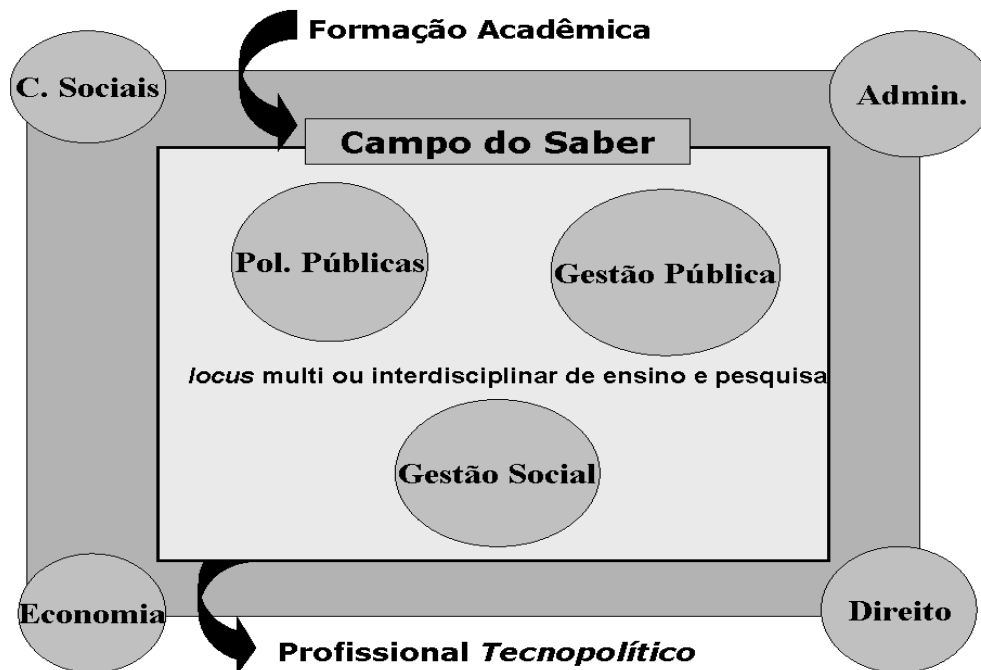 Formação Acadêmica
C. Sociais
Admin.
Campo do Saber
Pol. Públicas
Gestão Pública
locus multi ou interdisciplinar de ensino e pesquisa
Gestão Social
Economia
Direito
Profissional Tecnopolítico